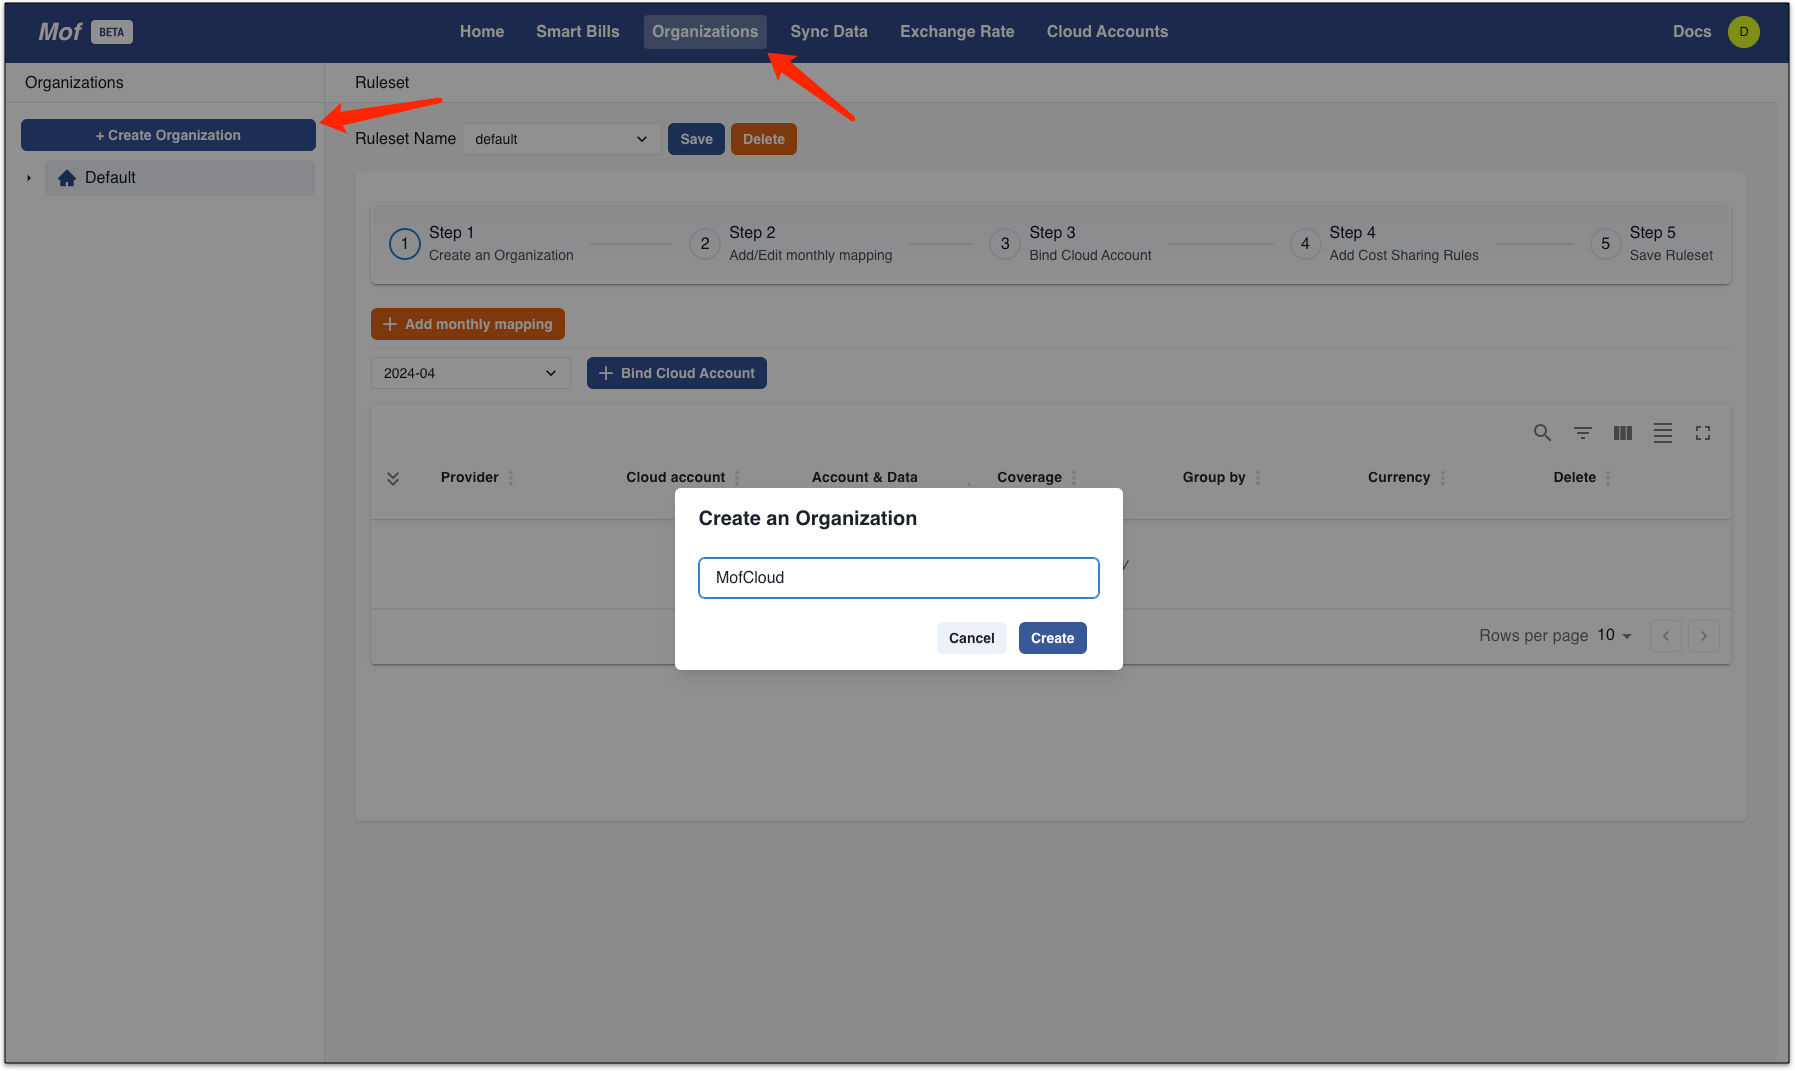 Mof BETA
Home Smart Bills Organizations Sync Data Exchange Rate Cloud Accounts
Docs D
Organizations
Ruleset
+ Create Organization
Default
Ruleset Name default Save Delete
1 Step 1
Create an Organization
2 Step 2
Add/Edit monthly mapping
3 Step 3
Bind Cloud Account
4 Step 4
Add Cost Sharing Rules
5 Step 5
Save Ruleset
+ Add monthly mapping
2024-04 + Bind Cloud Account
Provider Cloud account Account & Data Coverage Group by Currency Delete
Create an Organization
MofCloud
Cancel Create
Rows per page 10